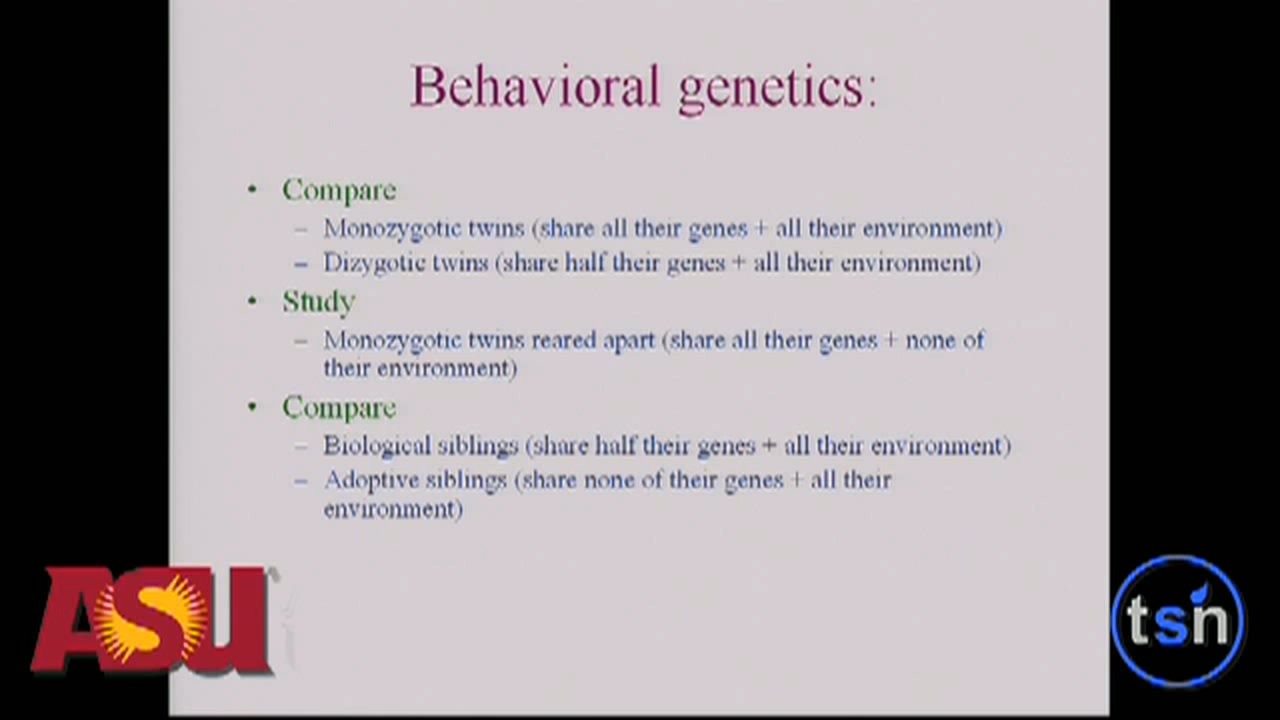 Behavioral genetics:
• Compare
– Monozygotic twins (share all their genes + all their environment)
– Dizygotic twins (share half their genes + all their environment)
• Study
– Monozygotic twins reared apart (share all their genes + none of
their environment)
• Compare
– Biological siblings (share half their genes + all their environment)
– Adoptive siblings (share none of their genes + all their
environment)
ASU
tsn